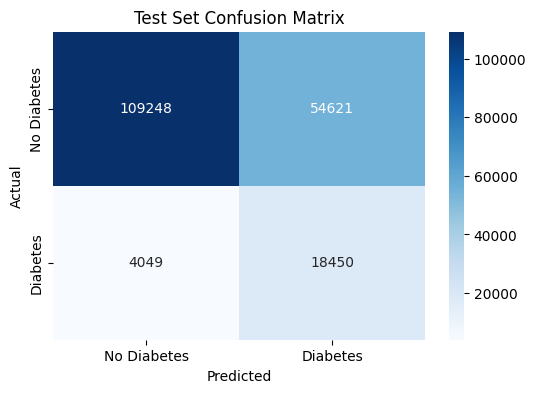 Test Set Confusion Matrix
No Diabetes
109248
54621
Actual
Diabetes
4049
18450
No Diabetes
Diabetes
Predicted
100000
80000
60000
40000
20000